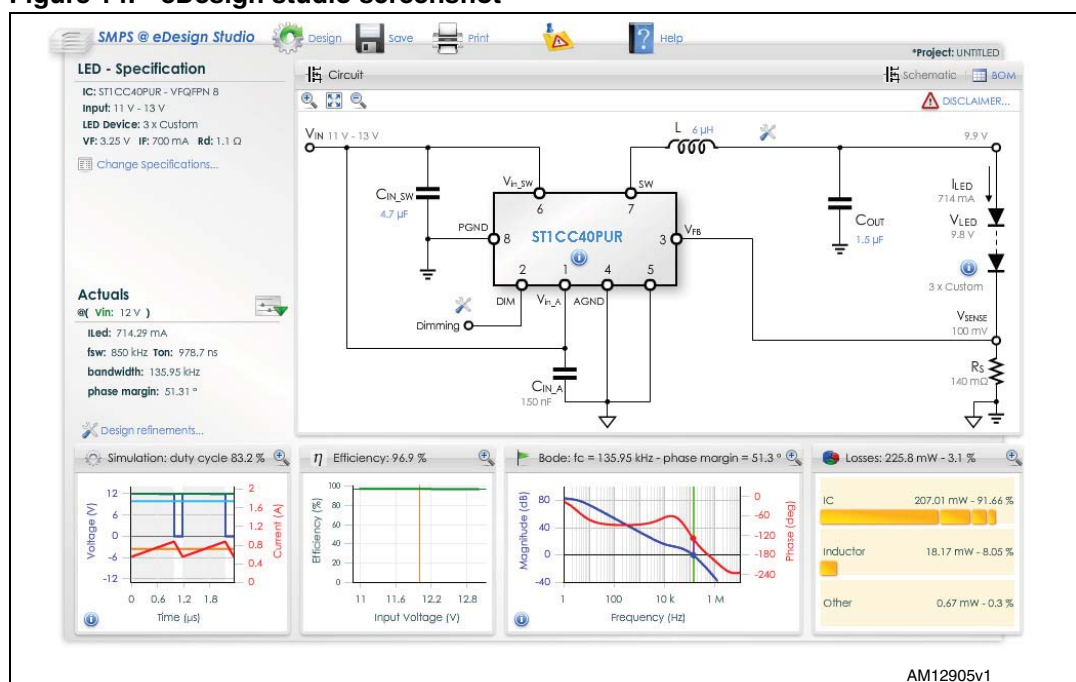 Figure 14. eDesign studio screenshot
SMPS @ eDesign Studio
Design
Save
Print
Help
*Project: UNTITLED
LED - Specification
IC: ST1CC40PUR - VFQFPN 8
Input: 11 V - 13 V
LED Device: 3 x Custom
VF: 3.25 V IF: 700 mA Rd: 1.1 Ω
Change Specifications...
Circuit
Schematic
BOM
DISCLAIMER...
VIN 11 V - 13 V
L 6 µH
9.9 V
Vin_SW
SW
6
7
CIN_SW
4.7 µF
PGND
8
ST1CC40PUR
3
VFB
COUT
1.5 µF
ILED
714 mA
VLED
9.8 V
3 x Custom
2
1
4
5
DIM
Vin_A
AGND
Dimming
VSENSE
100 mV
CIN_A
150 nF
RS
140 mΩ
Actuals
@( Vin: 12 V )
ILed: 714.29 mA
fsw: 850 kHz Ton: 978.7 ns
bandwidth: 135.95 kHz
phase margin: 51.31 °
Design refinements...
Simulation: duty cycle 83.2 %
Voltage (V)
12
6
0
-6
-12
2
1.6
1.2
0.8
0.4
0
Current (A)
0 0.6 1.2 1.8
Time (µs)
η Efficiency: 96.9 %
Efficiency (%)
100
80
60
40
20
0
11 11.6 12.2 12.8
Input Voltage (V)
Bode: fc = 135.95 kHz - phase margin = 51.3 °
Magnitude (dB)
80
40
0
-40
0
-60
-120
-180
-240
Phase (deg)
1 100 10 k 1 M
Frequency (Hz)
Losses: 225.8 mW - 3.1 %
IC 207.01 mW - 91.66 %
Inductor 18.17 mW - 8.05 %
Other 0.67 mW - 0.3 %
AM12905v1